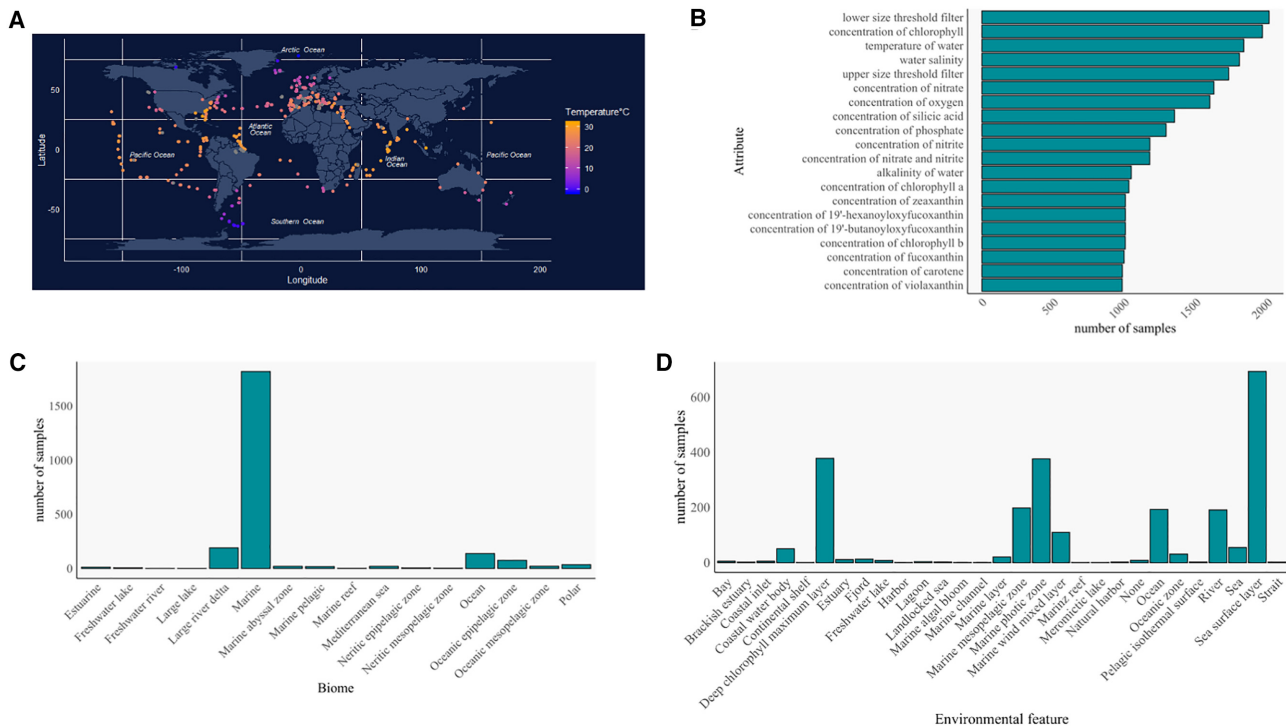 A
Arctic Ocean
Atlantic
Ocean
Pacific Ocean
Indian
Ocean
Pacific Ocean
Southern Ocean
50
0
-50
Latitude
-100
0
100
200
Longitude
Temperature°C
30
20
10
0
B
lower size threshold filter
concentration of chlorophyll
temperature of water
water salinity
upper size threshold filter
concentration of nitrate
concentration of oxygen
concentration of silicic acid
concentration of phosphate
concentration of nitrite
concentration of nitrate and nitrite
alkalinity of water
concentration of chlorophyll a
concentration of zeaxanthin
concentration of 19'-hexanoyloxyfucoxanthin
concentration of 19'-butanoyloxyfucoxanthin
concentration of chlorophyll b
concentration of fucoxanthin
concentration of carotene
concentration of violaxanthin
Attribute
0
500
1000
1500
2000
number of samples
C
number of samples
1500
1000
500
0
Estuarine
Freshwater lake
Freshwater river
Large lake
Large river delta
Marine
Marine abyssal zone
Marine pelagic
Marine reef
Mediterranean sea
Neritic epipelagic zone
Neritic mesopelagic zone
Ocean
Oceanic epipelagic zone
Oceanic mesopelagic zone
Polar
Biome
D
number of samples
600
400
200
0
Bay
Brackish estuary
Coastal inlet
Coastal water body
Continental shelf
Deep chlorophyll maximum layer
Estuary
Fjord
Freshwater lake
Harbor
Lagoon
Landlocked sea
Marine algal bloom
Marine channel
Marine layer
Marine mesopelagic zone
Marine photic zone
Marine wind mixed layer
Marinz reef
Meromictic lake
Natural harbor
None
Ocean
Oceanic zone
Pelagic isothermal surface
River
Sea
Sea surface layer
Strait
Environmental feature